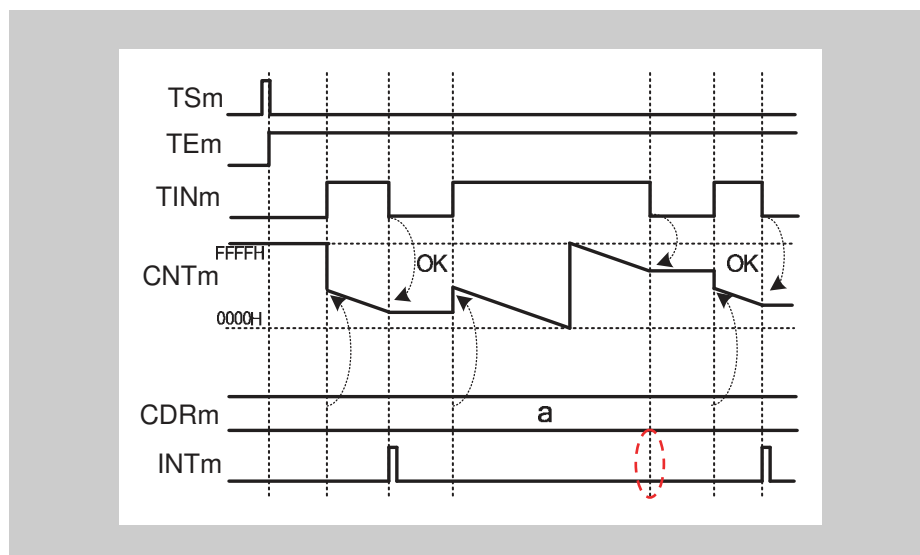 TSm
TEm
TINm
FFFFH
CNTm
OK
OK
0000H
CDRm
a
INTm